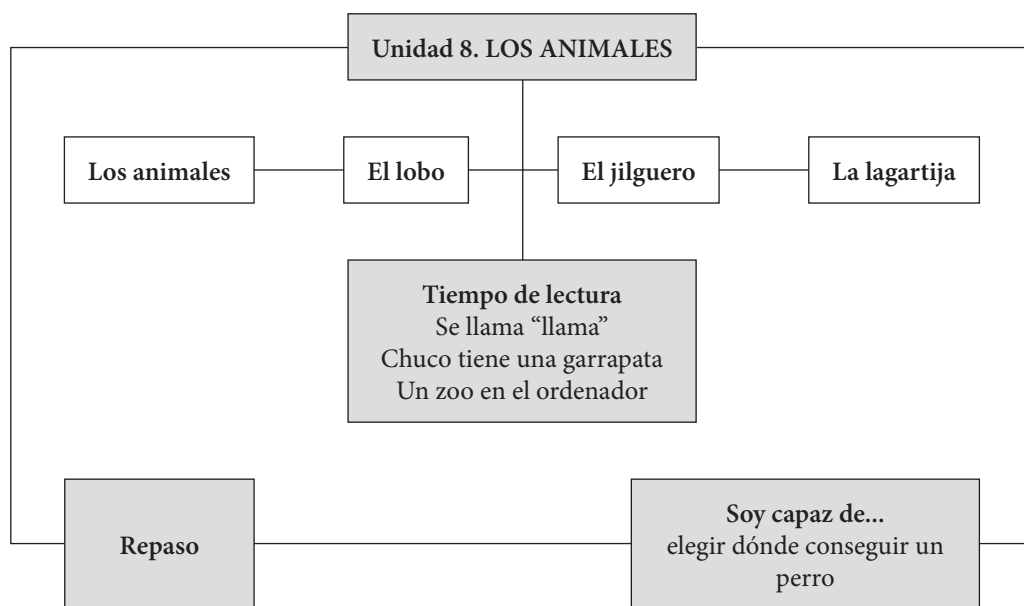 Unidad 8. LOS ANIMALES
Los animales
El lobo
El jilguero
La lagartija
Tiempo de lectura
Se llama “llama”
Chuco tiene una garrapata
Un zoo en el ordenador
Repaso
Soy capaz de...
elegir dónde conseguir un
perro